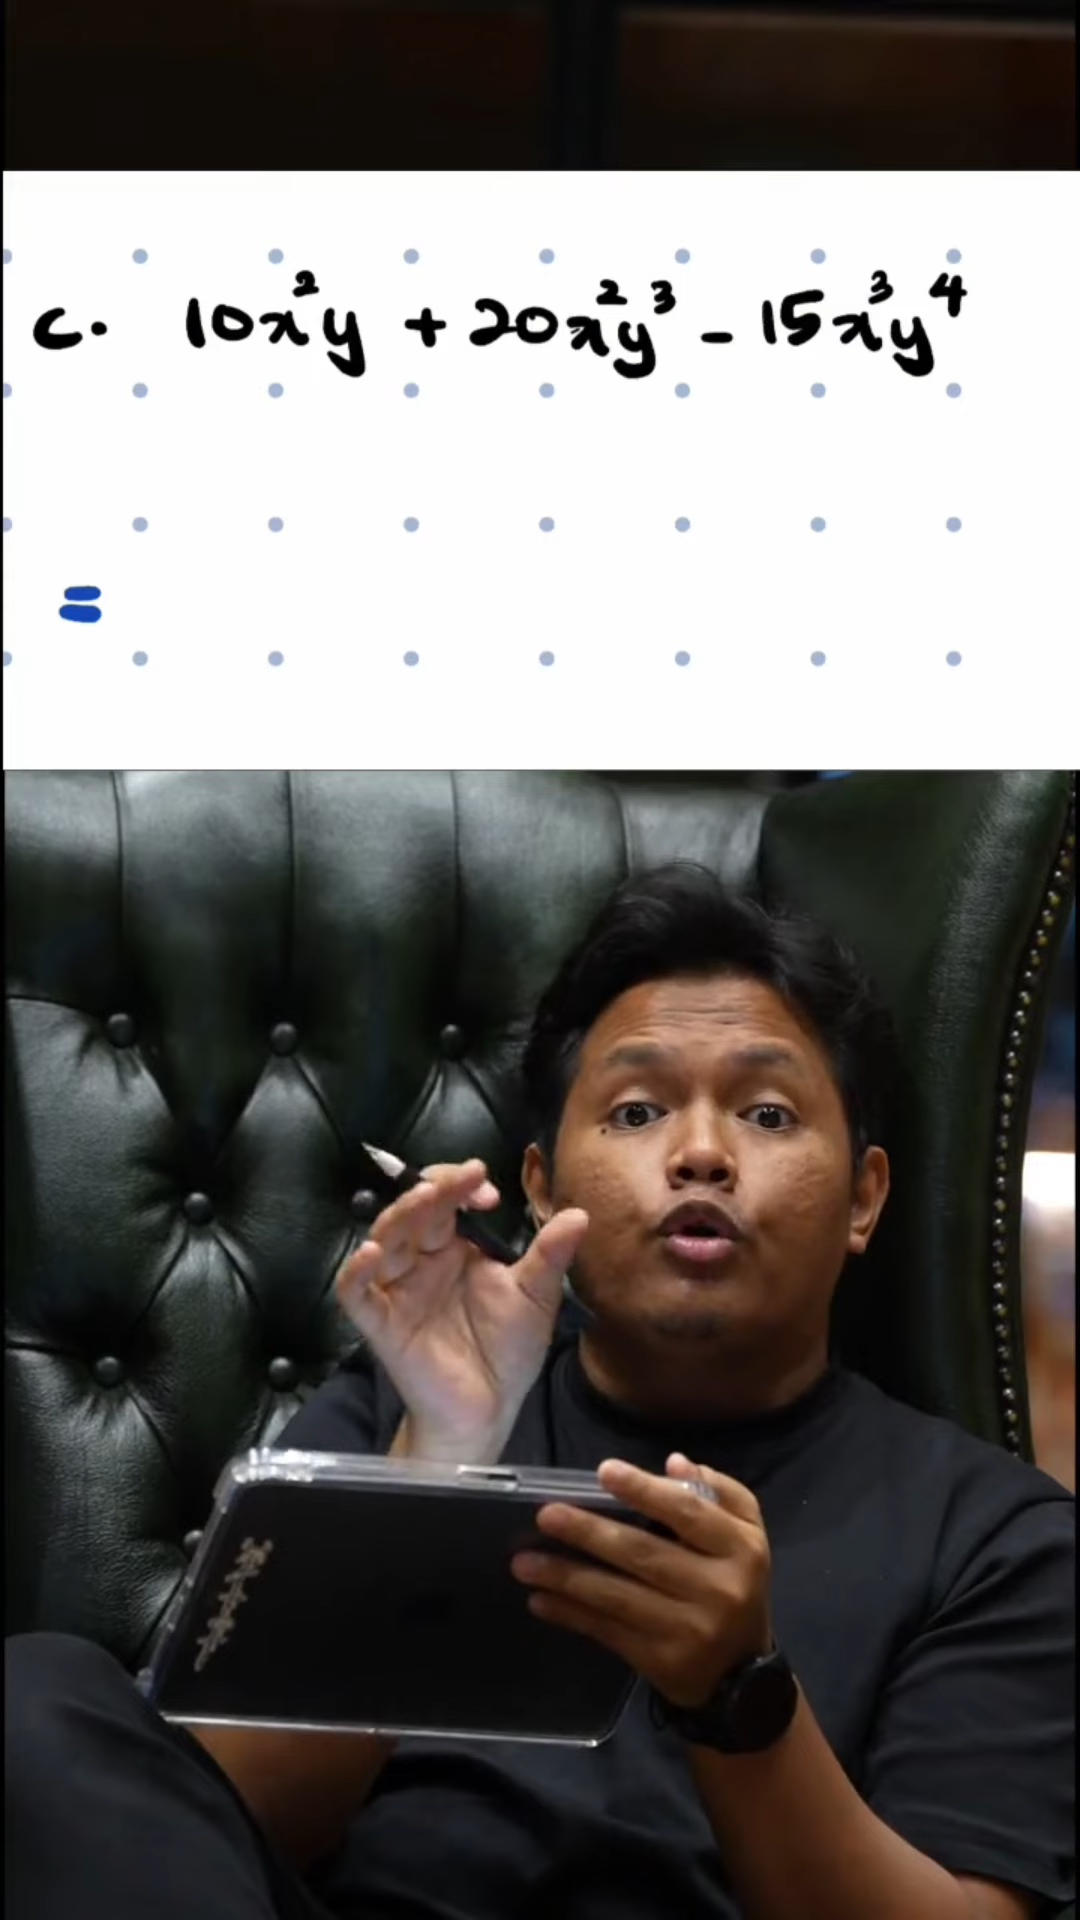 c. 10x²y + 20x²y³ - 15x³y⁴
=